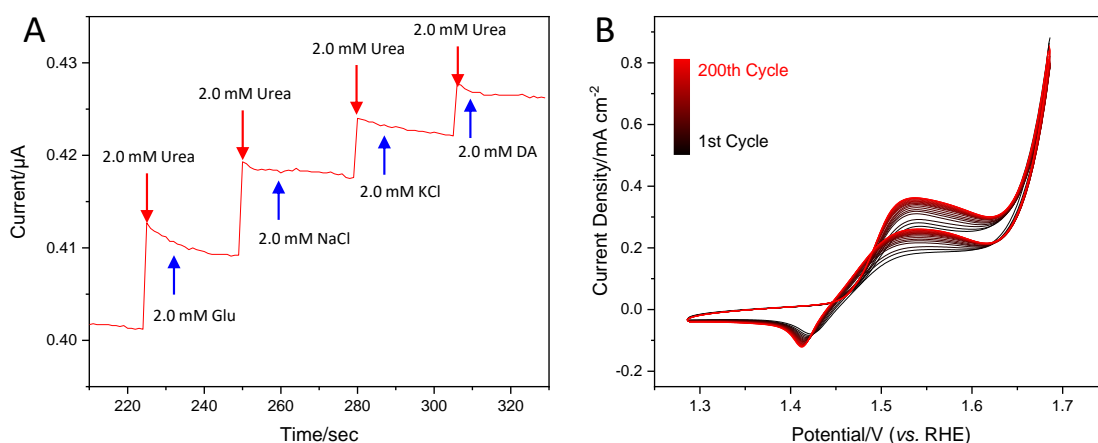 A
2.0 mM Urea
2.0 mM Urea
2.0 mM Urea
2.0 mM Urea
2.0 mM Glu
2.0 mM NaCl
2.0 mM KCl
2.0 mM DA
0.43
0.42
0.41
0.40
Current/µA
220 240 260 280 300 320
Time/sec
B
200th Cycle
1st Cycle
0.8
0.6
0.4
0.2
0.0
-0.2
Current Density/mA cm-2
1.3 1.4 1.5 1.6 1.7
Potential/V (vs. RHE)